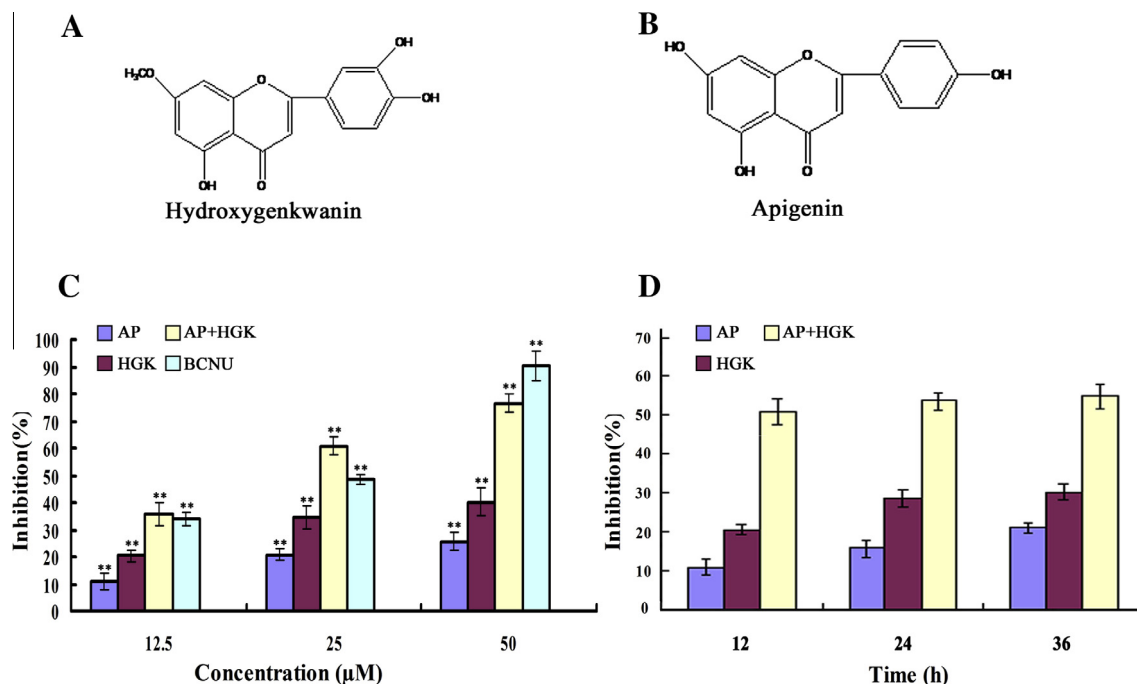 A
OH
H₃CO
O
OH
OH
O
Hydroxygenkwanin
B
HO
O
OH
OH
O
Apigenin
C
AP
AP+HGK
HGK
BCNU
100
90
80
70
60
50
40
30
20
10
0
Inhibition(%)
**
**
**
**
**
**
**
**
**
**
**
**
12.5
25
50
Concentration (μM)
D
AP
AP+HGK
HGK
70
60
50
40
30
20
10
0
Inhibition(%)
12
24
36
Time (h)